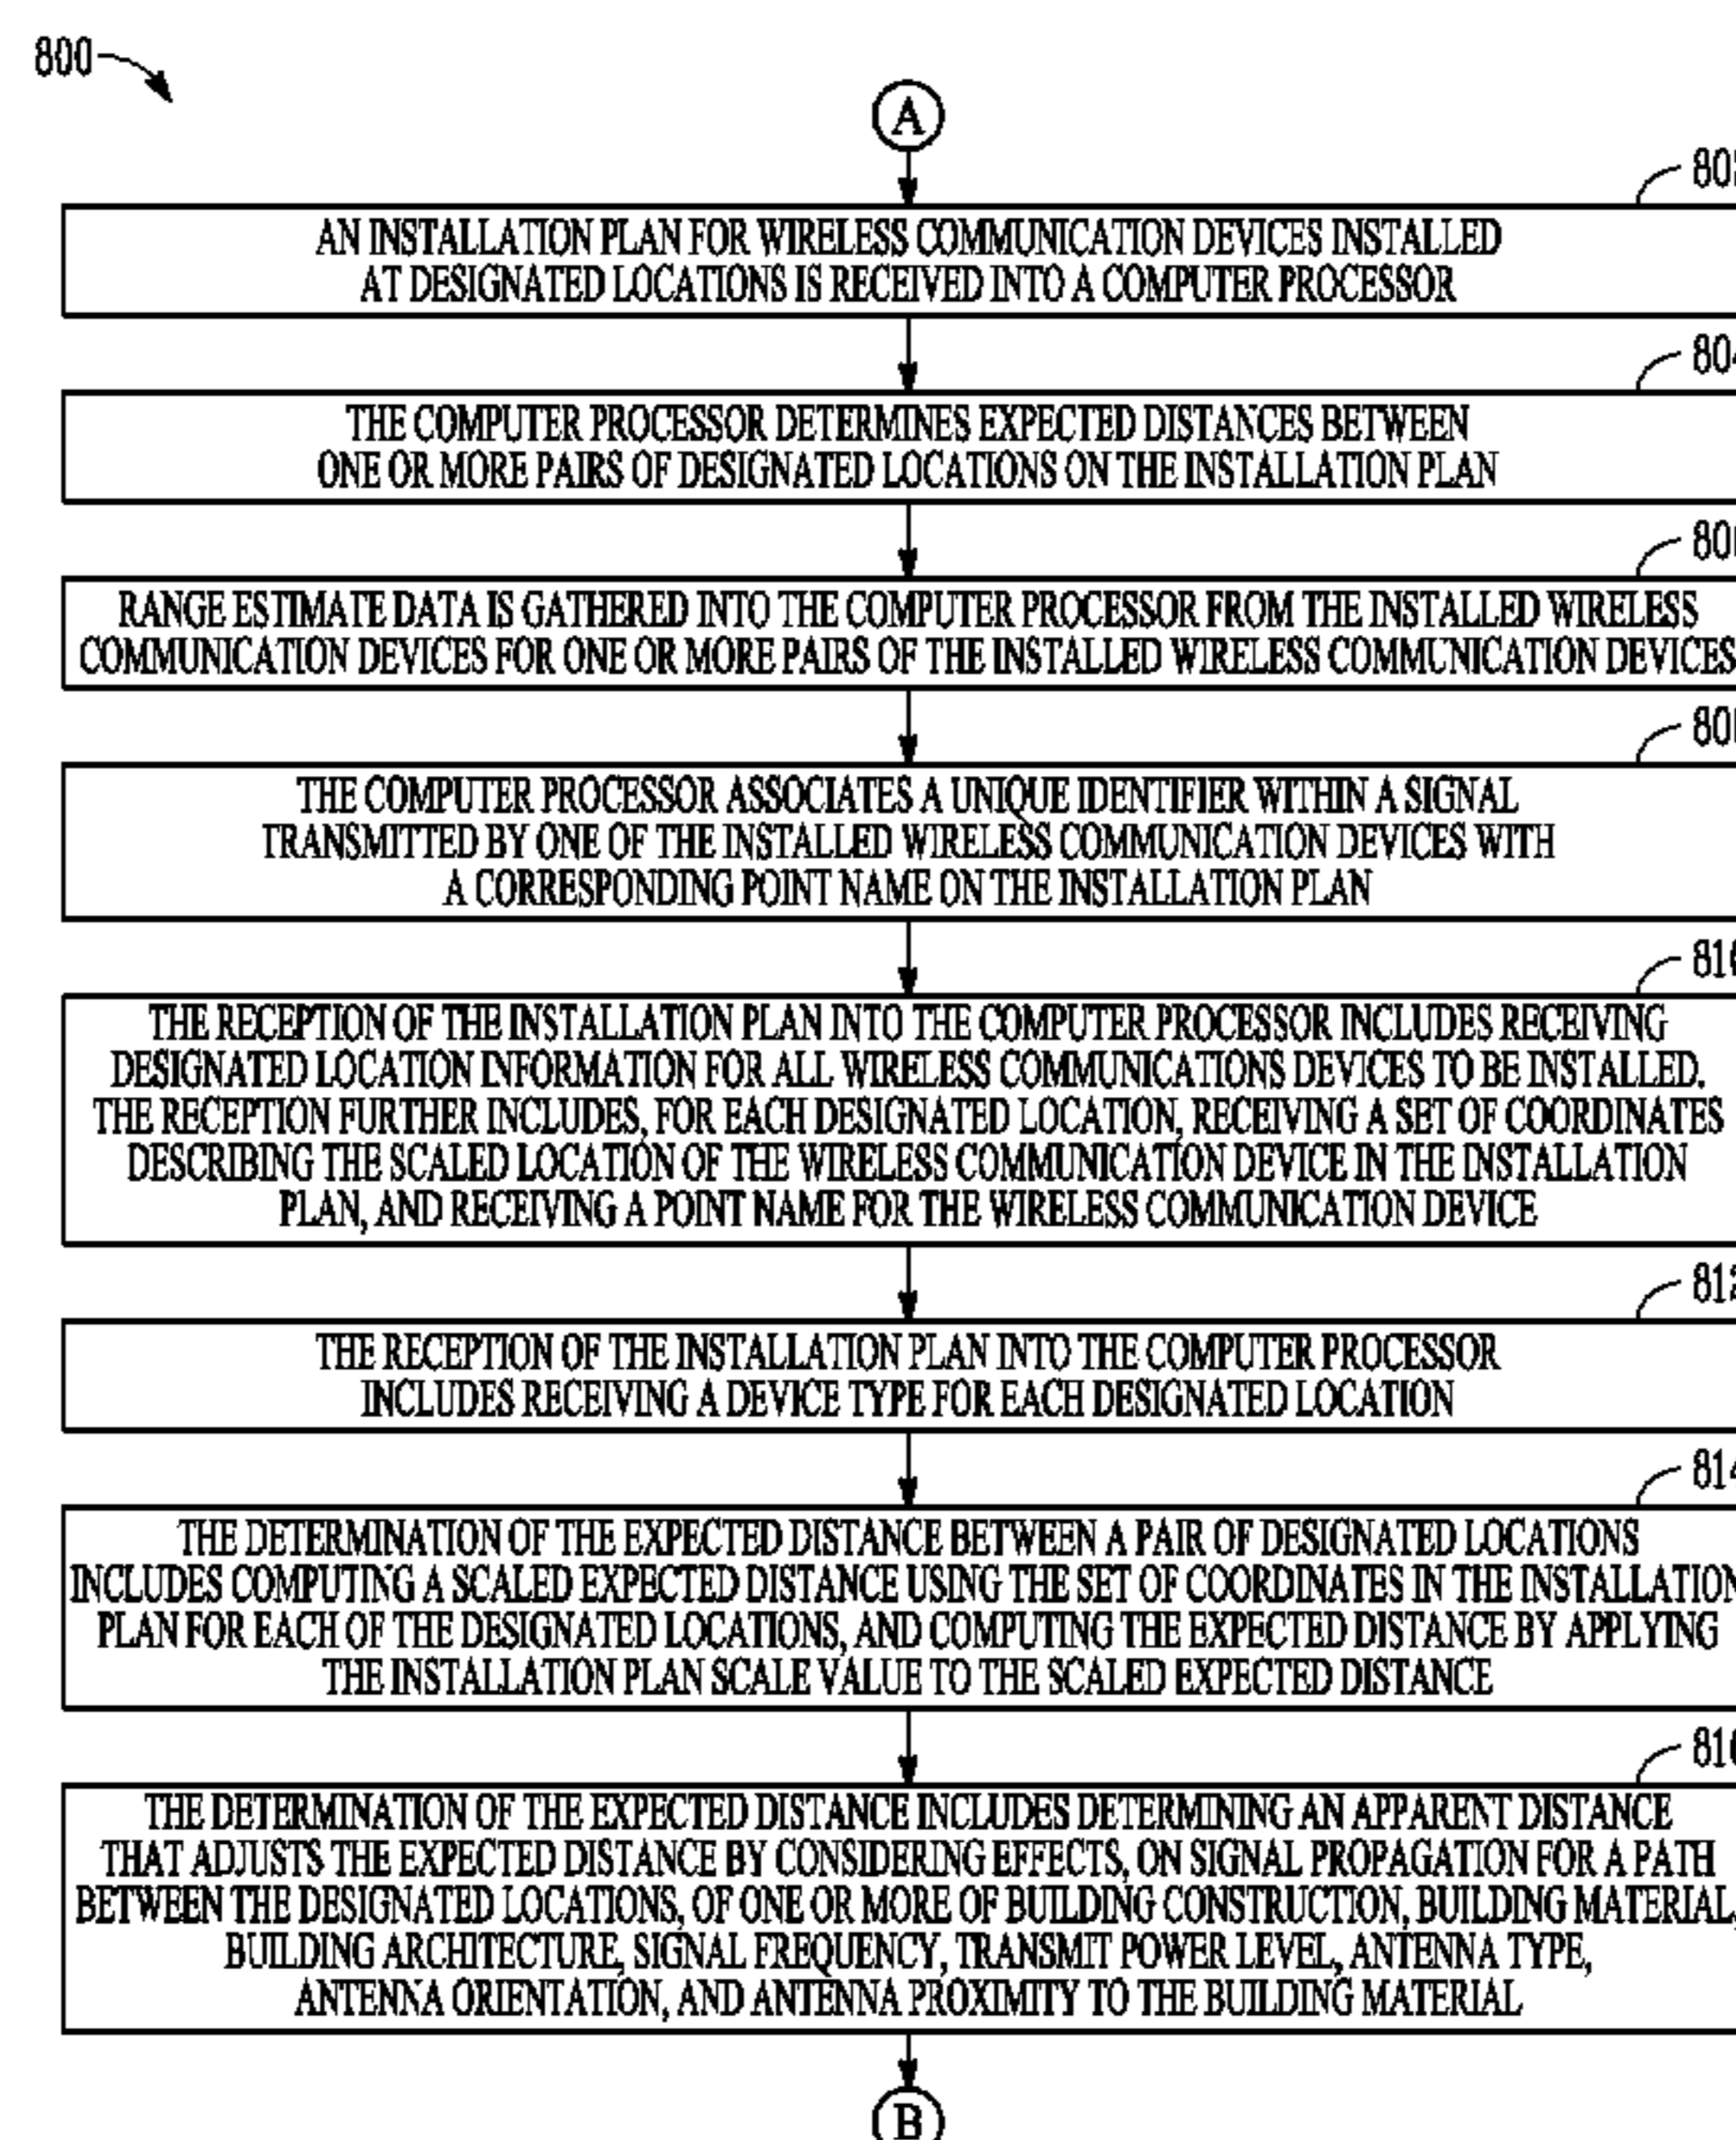 800
A
80
AN INSTALLATION PLAN FOR WIRELESS COMMUNICATION DEVICES INSTALLED
AT DESIGNATED LOCATIONS IS RECEIVED INTO A COMPUTER PROCESSOR
804
THE COMPUTER PROCESSOR DETERMINES EXPECTED DISTANCES BETWEEN
ONE OR MORE PAIRS OF DESIGNATED LOCATIONS ON THE INSTALLATION PLAN
80
RANGE ESTIMATE DATA IS GATHERED INTO THE COMPUTER PROCESSOR FROM THE INSTALLED WIRELESS
COMMUNICATION DEVICES FOR ONE OR MORE PAIRS OF THE INSTALLED WIRELESS COMMUNICATION DEVICES
80
THE COMPUTER PROCESSOR ASSOCIATES A UNIQUE IDENTIFIER WITHIN A SIGNAL
TRANSMITTED BY ONE OF THE INSTALLED WIRELESS COMMUNICATION DEVICES WITH
A CORRESPONDING POINT NAME ON THE INSTALLATION PLAN
810
THE RECEPTION OF THE INSTALLATION PLAN INTO THE COMPUTER PROCESSOR INCLUDES RECEIVING
DESIGNATED LOCATION INFORMATION FOR ALL WIRELESS COMMUNICATIONS DEVICES TO BE INSTALLED.
THE RECEPTION FURTHER INCLUDES, FOR EACH DESIGNATED LOCATION, RECEIVING A SET OF COORDINATES
DESCRIBING THE SCALED LOCATION OF THE WIRELESS COMMUNICATION DEVICE IN THE INSTALLATION
PLAN, AND RECEIVING A POINT NAME FOR THE WIRELESS COMMUNICATION DEVICE
812
THE RECEPTION OF THE INSTALLATION PLAN INTO THE COMPUTER PROCESSOR
INCLUDES RECEIVING A DEVICE TYPE FOR EACH DESIGNATED LOCATION
814
THE DETERMINATION OF THE EXPECTED DISTANCE BETWEEN A PAIR OF DESIGNATED LOCATIONS
INCLUDES COMPUTING A SCALED EXPECTED DISTANCE USING THE SET OF COORDINATES IN THE INSTALLATION
PLAN FOR EACH OF THE DESIGNATED LOCATIONS, AND COMPUTING THE EXPECTED DISTANCE BY APPLYING
THE INSTALLATION PLAN SCALE VALUE TO THE SCALED EXPECTED DISTANCE
816
THE DETERMINATION OF THE EXPECTED DISTANCE INCLUDES DETERMINING AN APPARENT DISTANCE
THAT ADJUSTS THE EXPECTED DISTANCE BY CONSIDERING EFFECTS, ON SIGNAL PROPAGATION FOR A PATH
BETWEEN THE DESIGNATED LOCATIONS, OF ONE OR MORE OF BUILDING CONSTRUCTION, BUILDING MATERIAL,
BUILDING ARCHITECTURE, SIGNAL FREQUENCY, TRANSMIT POWER LEVEL, ANTENNA TYPE,
ANTENNA ORIENTATION, AND ANTENNA PROXIMITY TO THE BUILDING MATERIAL
B